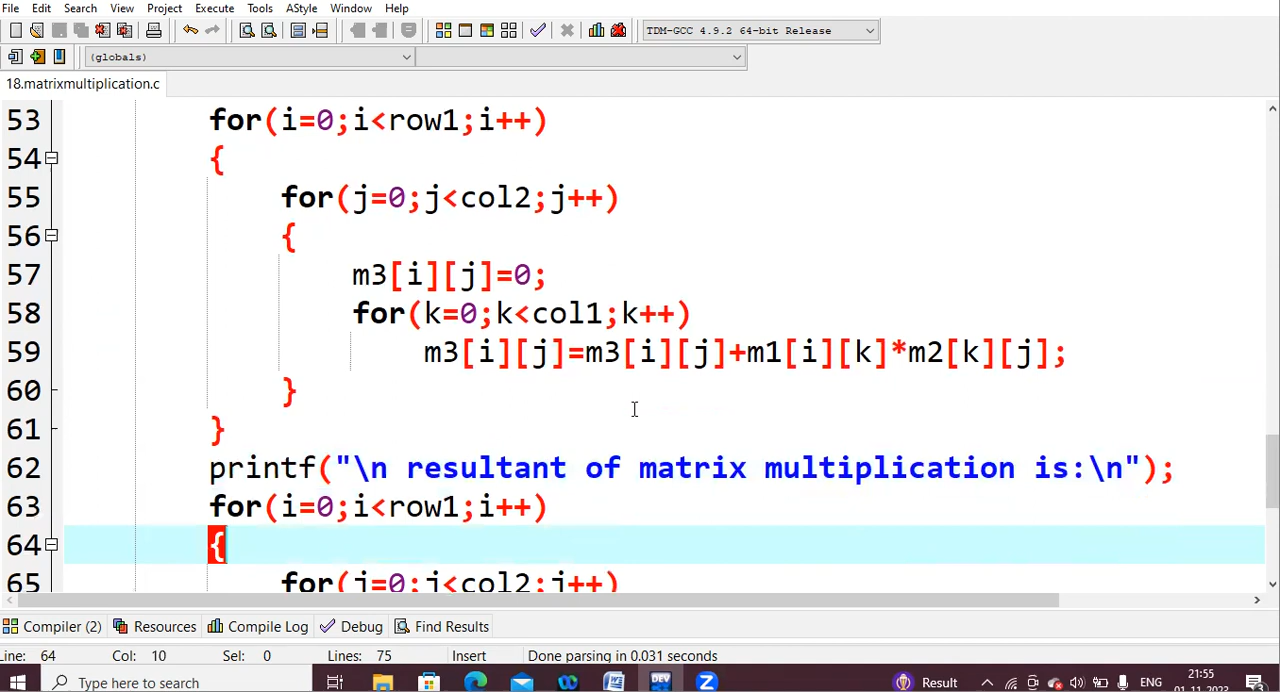 File Edit Search View Project Execute Tools AStyle Window Help
TDM-GCC 4.9.2 64-bit Release
(globals)
18.matrixmultiplication.c
53 for(i=0;i<row1;i++)
54 {
55 for(j=0;j<col2;j++)
56 {
57 m3[i][j]=0;
58 for(k=0;k<col1;k++)
59 m3[i][j]=m3[i][j]+m1[i][k]*m2[k][j];
60 }
61 }
62 printf("\n resultant of matrix multiplication is:\n");
63 for(i=0;i<row1;i++)
64 {
65 for(j=0;j<col2;j++)
Compiler (2) Resources Compile Log Debug Find Results
Line: 64 Col: 10 Sel: 0 Lines: 75 Insert Done parsing in 0.031 seconds
Type here to search DEV Result ENG 21:55
01-11-2023